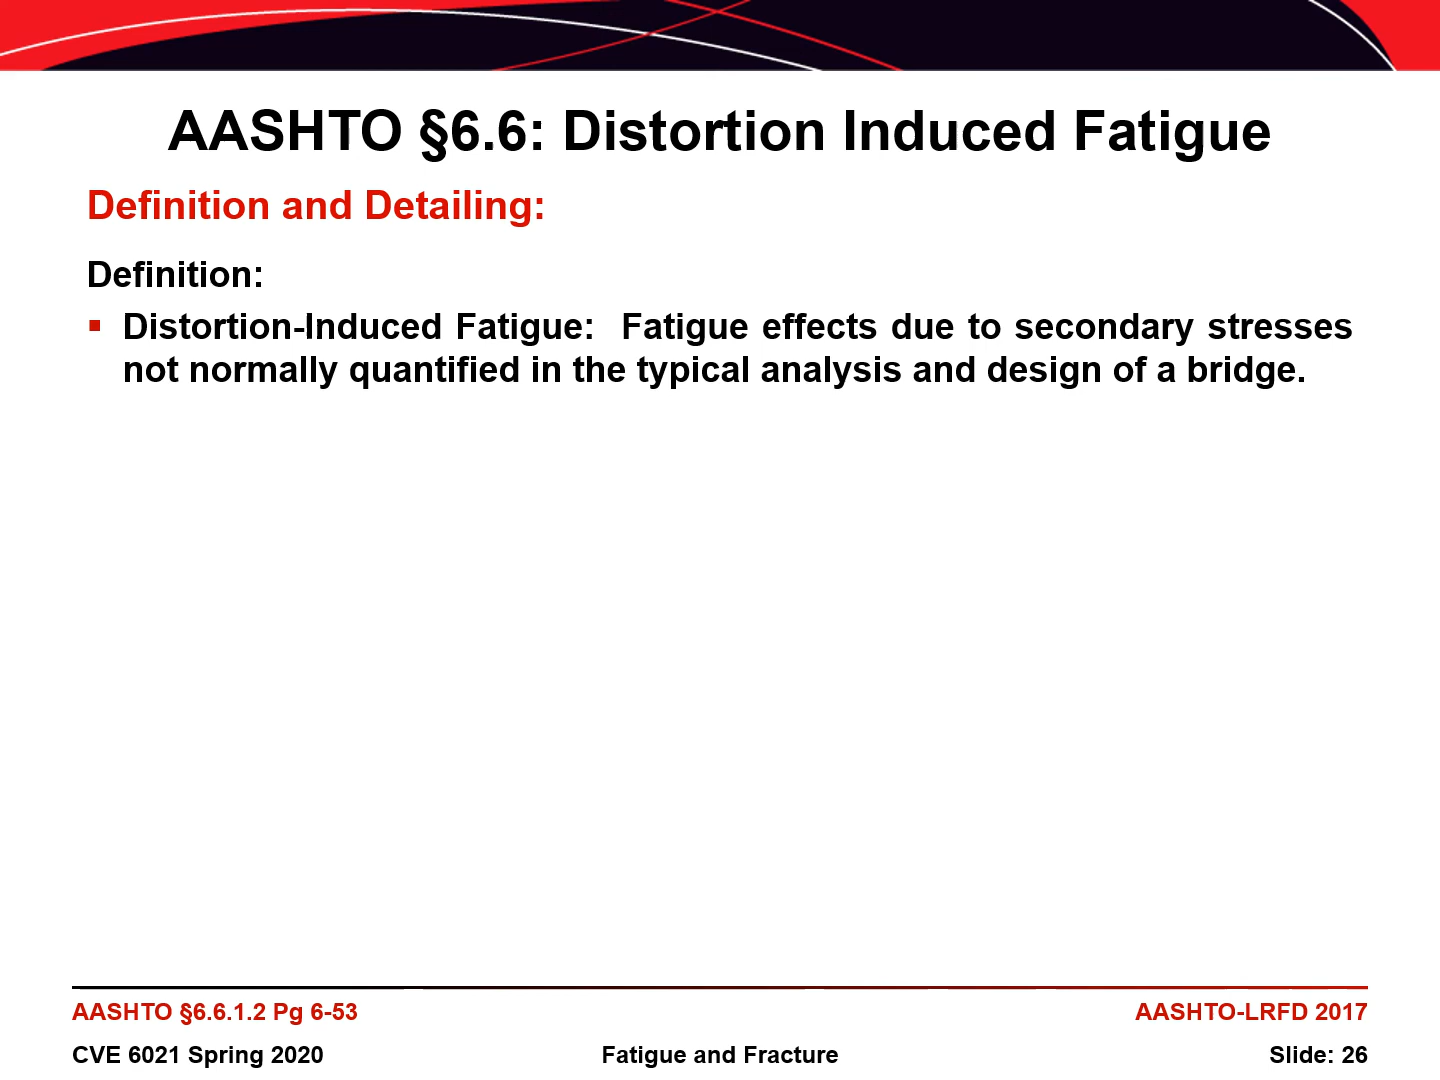 AASHTO §6.6: Distortion Induced Fatigue
Definition and Detailing:
Definition:
▪ Distortion-Induced Fatigue:  Fatigue effects due to secondary stresses
not normally quantified in the typical analysis and design of a bridge.
AASHTO §6.6.1.2 Pg 6-53 AASHTO-LRFD 2017
CVE 6021 Spring 2020 Fatigue and Fracture Slide: 26